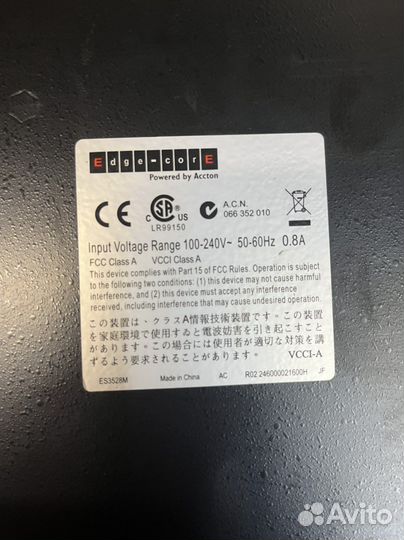 Edge-corE
Powered by Accton
CE
C SA US
LR99150
A.C.N.
066 352 010
Input Voltage Range 100-240V~ 50-60Hz 0.8A
FCC Class A VCCI Class A
This device complies with Part 15 of FCC Rules. Operation is subject
to the following two conditions: (1) this device may not cause harmful
interference, and (2) this device must accept any interference
received, including interference that may cause undesired operation.
この装置は、クラスA情報技術装置です。この装置
を家庭環境で使用すゐと電波妨害を引き起こすこと
があります。この場合には使用者が適切な対策を講
ずゐよう要求されることがあります。 VCCI-A
ES3528M Made in China AC R02 246000021600H JF
Avito